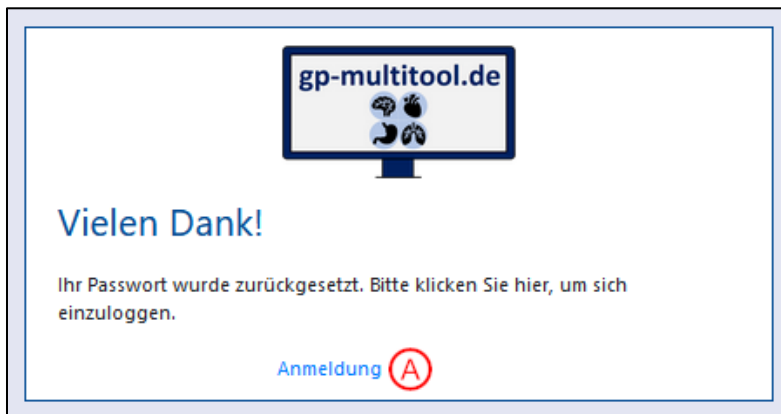 gp-multitool.de
Vielen Dank!
Ihr Passwort wurde zurückgesetzt. Bitte klicken Sie hier, um sich
einzuloggen.
Anmeldung A